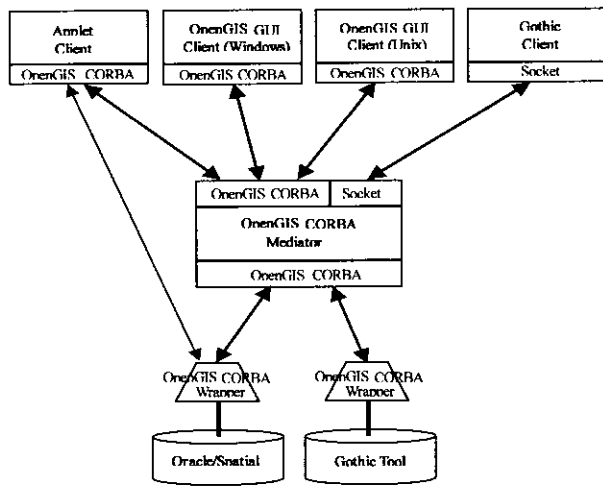 Applet
Client
OpenGIS CORBA
OpenGIS GUI
Client (Windows)
OpenGIS CORBA
OpenGIS GUI
Client (Unix)
OpenGIS CORBA
Gothic
Client
Socket
OpenGIS CORBA
Socket
OpenGIS CORBA
Mediator
OpenGIS CORBA
OpenGIS CORBA
Wrapper
OpenGIS CORBA
Wrapper
Oracle/Spatial
Gothic Tool